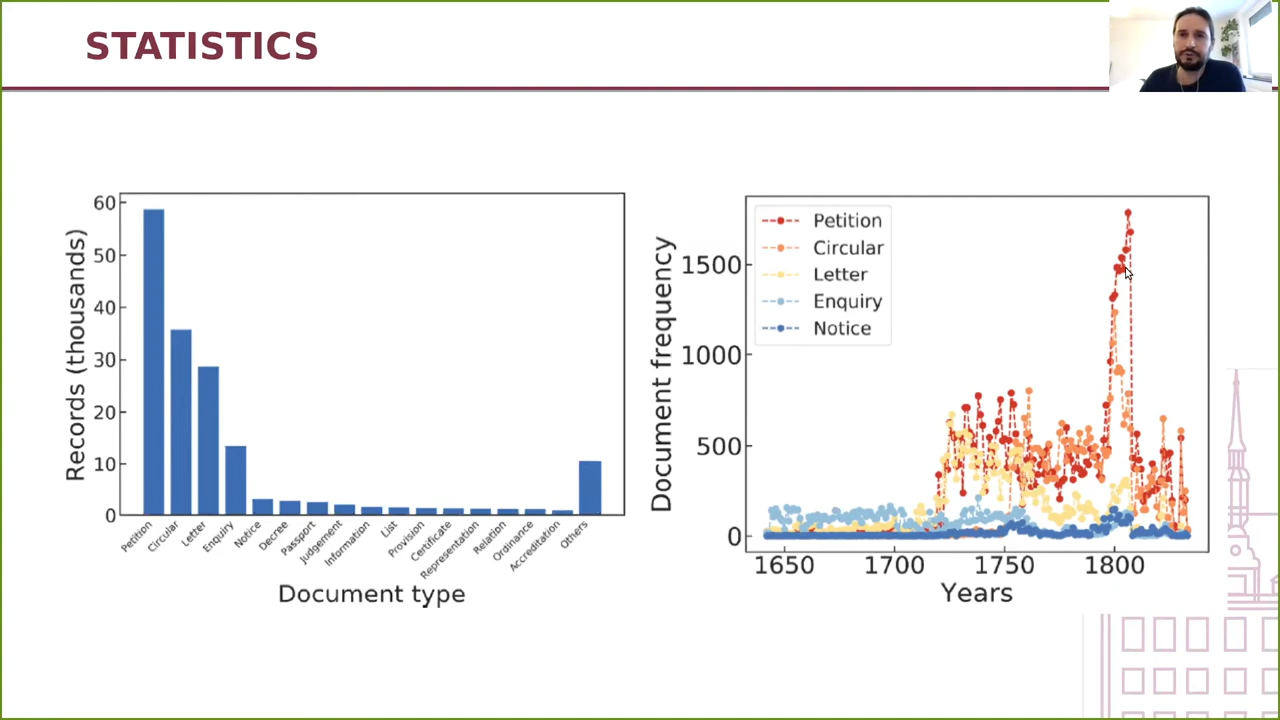 STATISTICS
60
50
40
30
20
10
0
Records (thousands)
Petition
Circular
Letter
Enquiry
Notice
Decree
Passport
Judgement
Information
List
Provision
Certificate
Representation
Relation
Ordinance
Accreditation
Others
Document type
Petition
Circular
Letter
Enquiry
Notice
1500
1000
500
0
Document frequency
1650 1700 1750 1800
Years